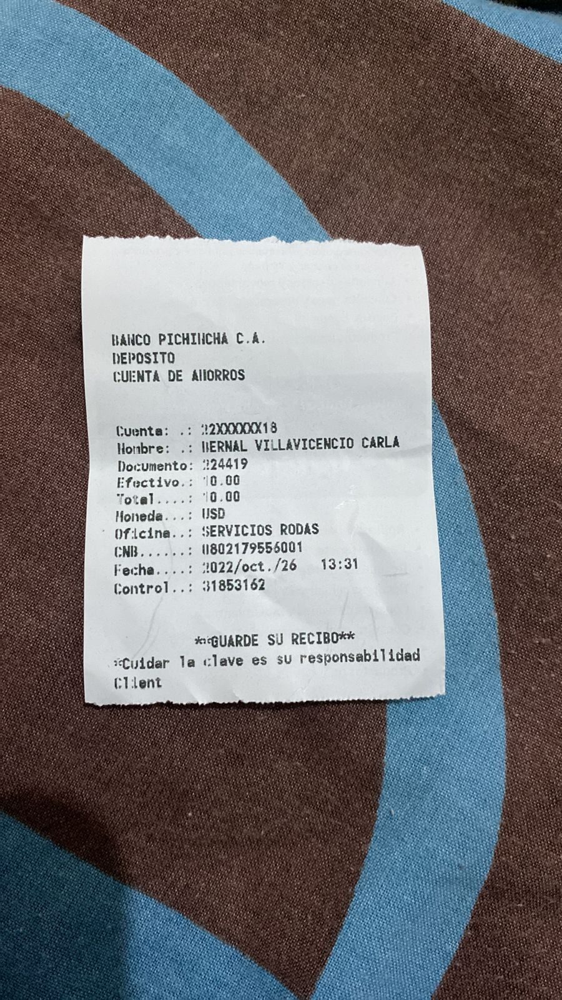 BANCO PICHINCHA C.A.
DEPOSITO
CUENTA DE AHORROS
Cuenta: .: 22XXXXXX18
Nombre: .: BERNAL VILLAVICENCIO CARLA
Documento: 224419
Efectivo.: 10.00
Total....: 10.00
Moneda...: USD
Oficina..: SERVICIOS RODAS
CNB......: 0802179556001
Fecha....: 2022/oct./26 13:31
Control..: 31853162
**GUARDE SU RECIBO**
*Cuidar la clave es su responsabilidad
Client